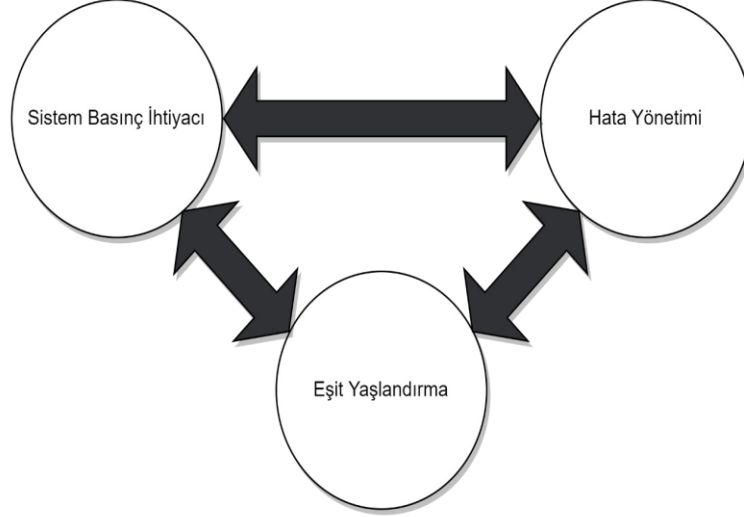 Sistem Basınç İhtiyacı
Hata Yönetimi
Eşit Yaşlandırma